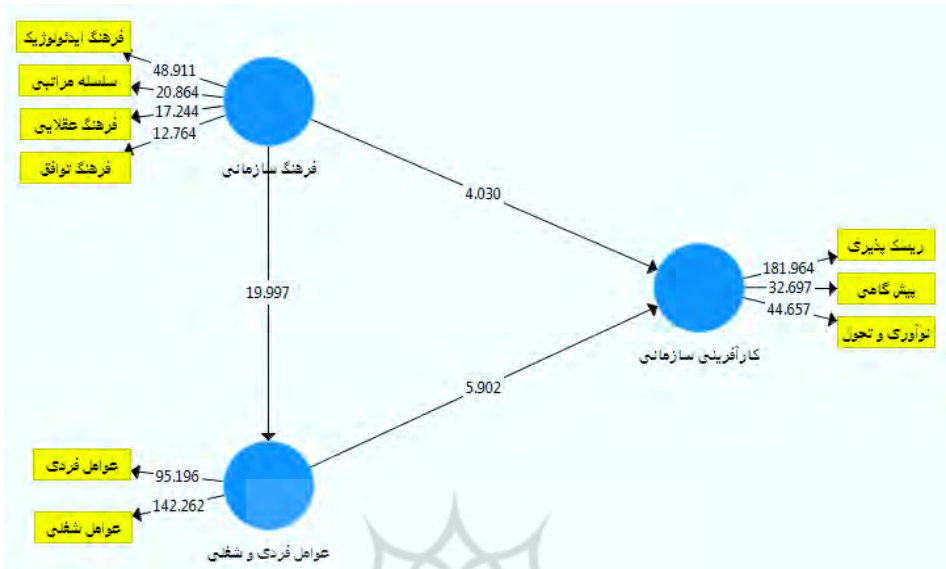 فرهنگ ایدئولوژیک
48.911
سلسله مراتبی
20.864
فرهنگ عقلایی
17.244
فرهنگ توافق
12.764
فرهنگ سازمانی
4.030
19.997
ریسک پذیری
181.964
پیش گاهی
32.697
نوآوری و تحول
44.657
کارآفرینی سازمانی
5.902
عوامل فردی
95.196
عوامل شغلی
142.262
عوامل فردی و شغلی